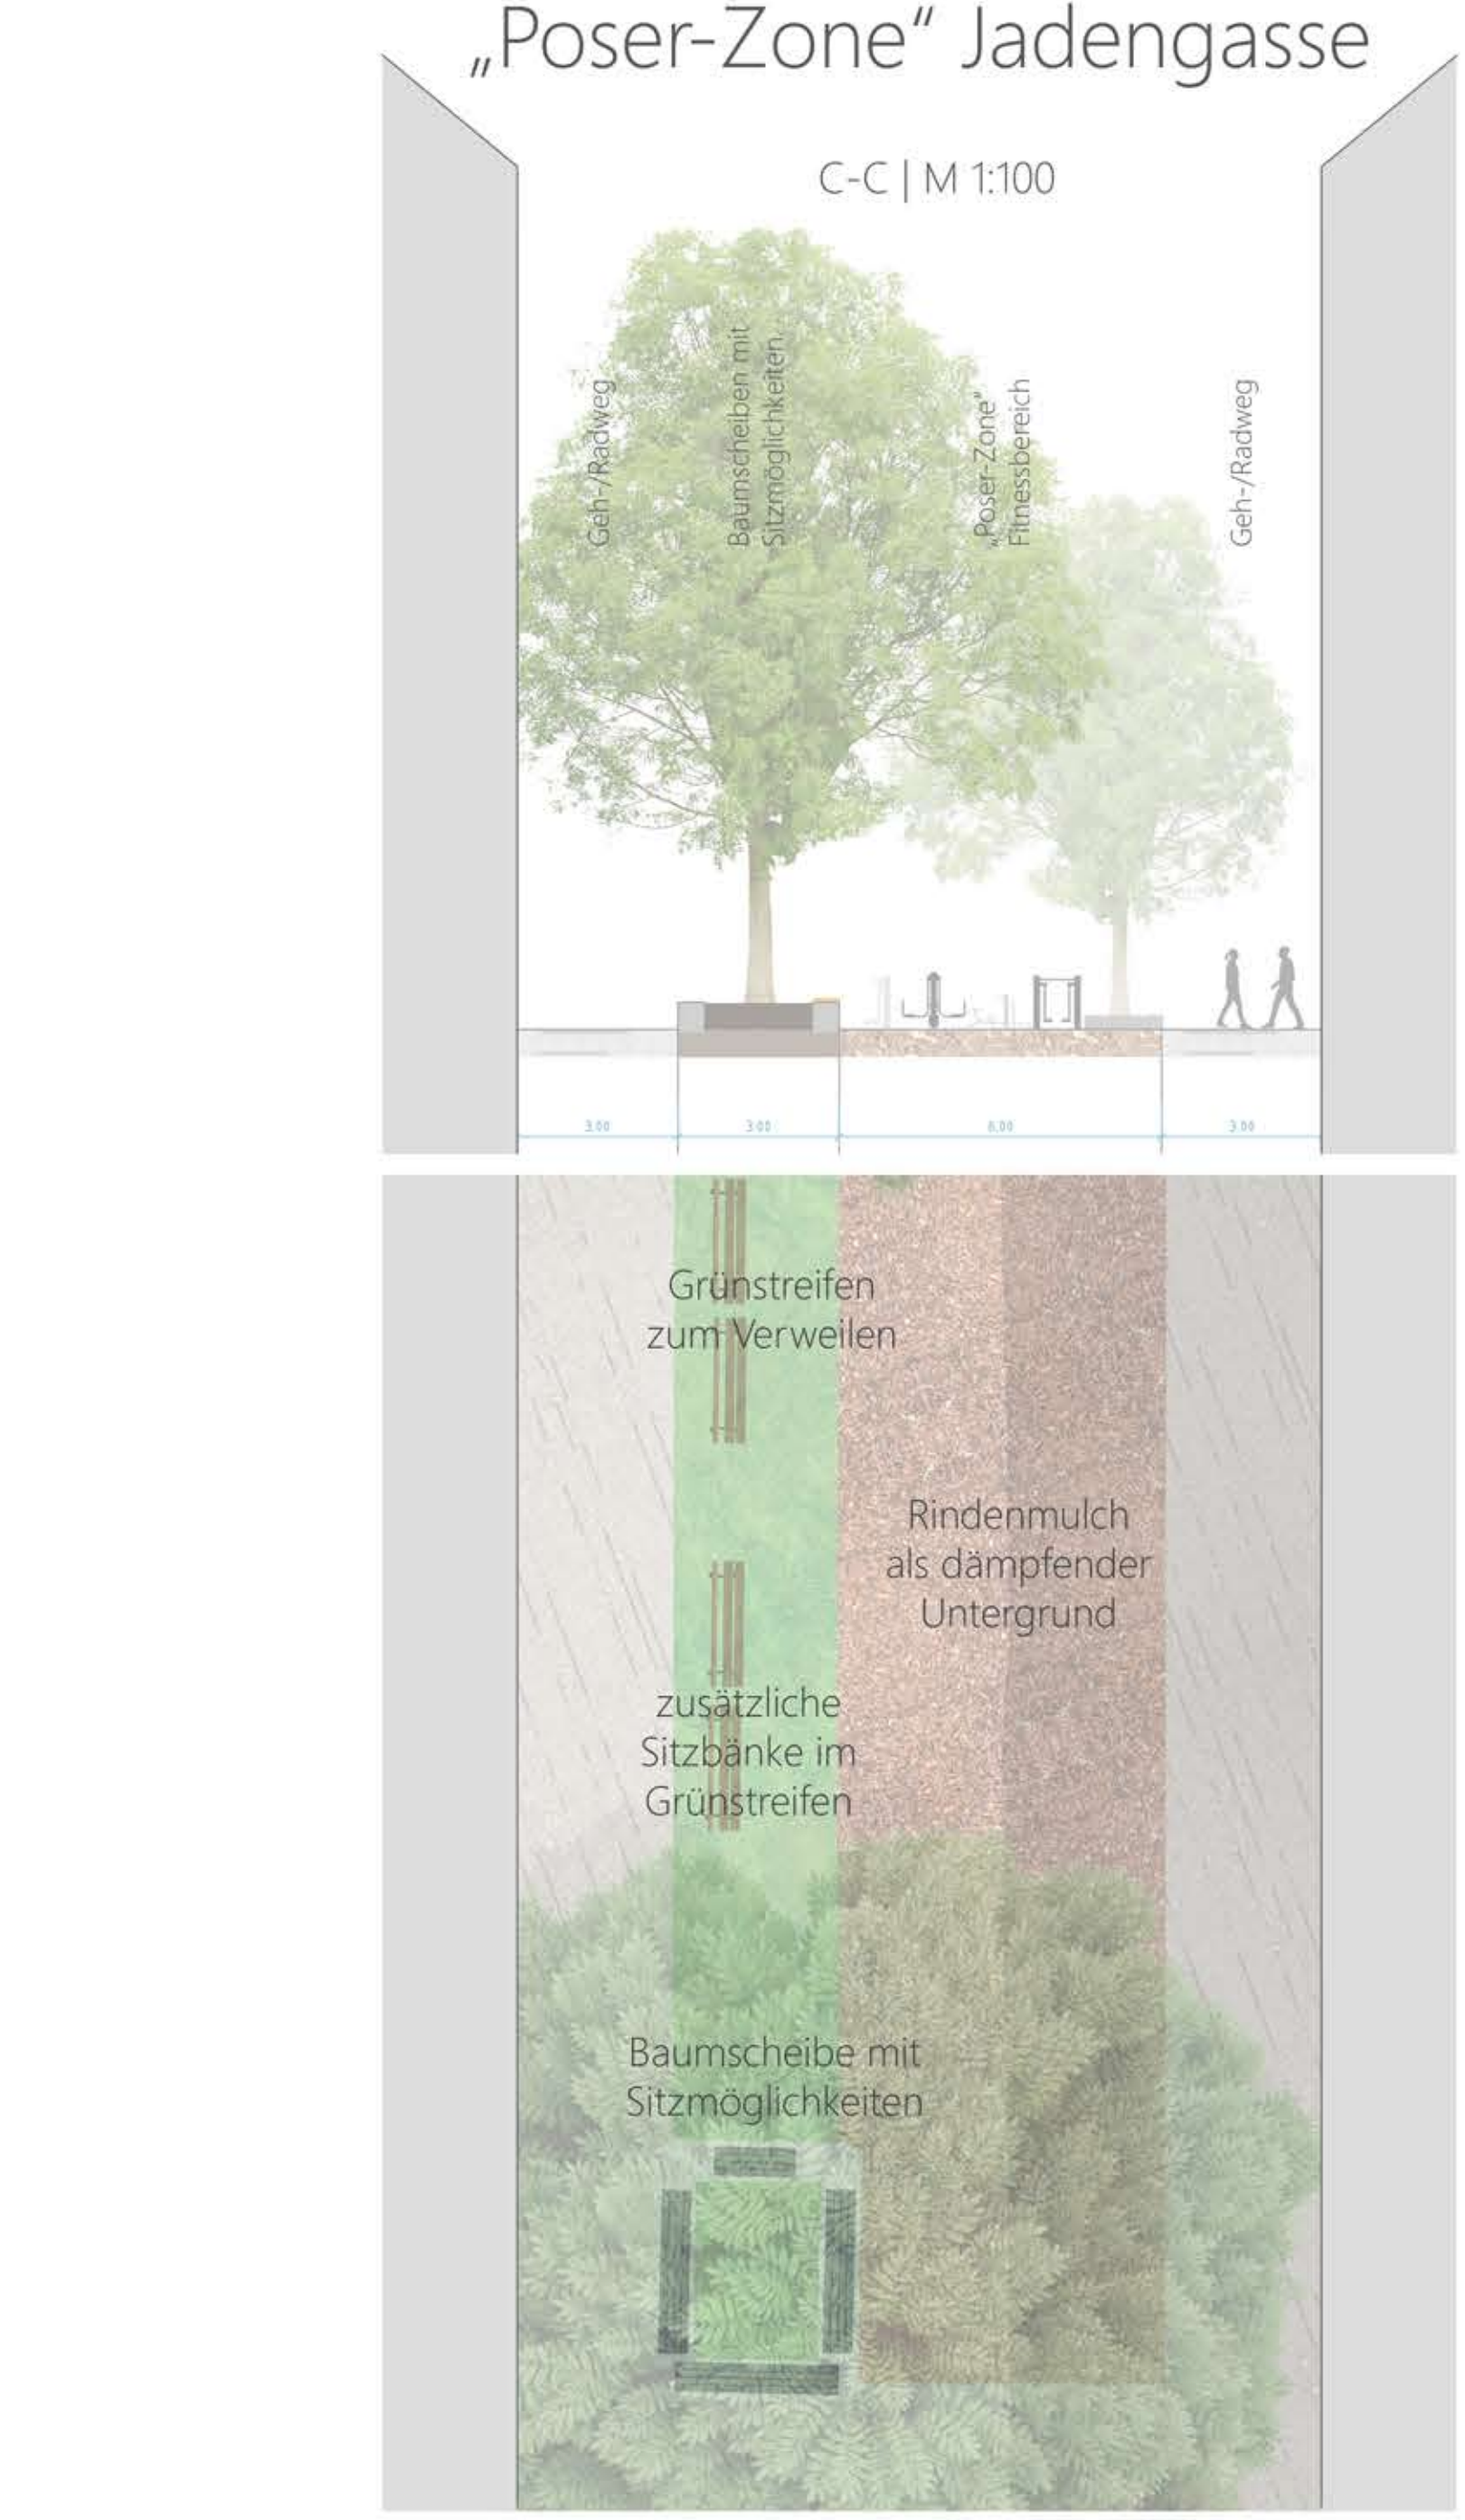 „Poser-Zone“ Jadengasse
C-C | M 1:100
Geh-/Radweg
Baumscheiben mit
Sitzmöglichkeiten
„Poser-Zone“
Fitnessbereich
Geh-/Radweg
3.00
3.00
6.00
3.00
Grünstreifen
zum Verweilen
Rindenmulch
als dämpfender
Untergrund
zusätzliche
Sitzbänke im
Grünstreifen
Baumscheibe mit
Sitzmöglichkeiten